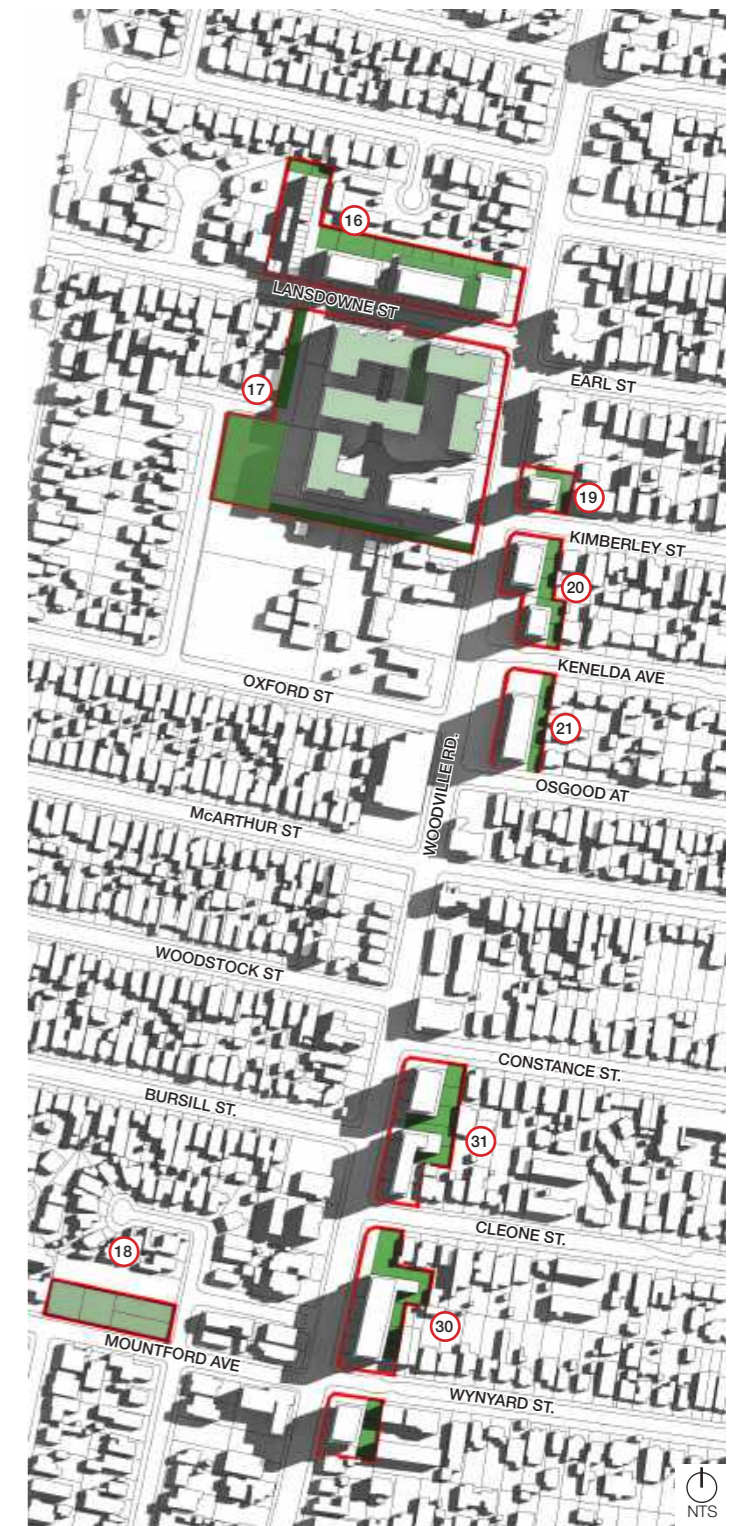 16
LANSDOWNE ST
EARL ST
17
19
KIMBERLEY ST
20
KENELDA AVE
OXFORD ST
21
WOODVILLE RD.
OSGOOD AT
McARTHUR ST
WOODSTOCK ST
CONSTANCE ST.
BURSILL ST.
31
CLEONE ST.
18
30
MOUNTFORD AVE
WYNYARD ST.
NTS